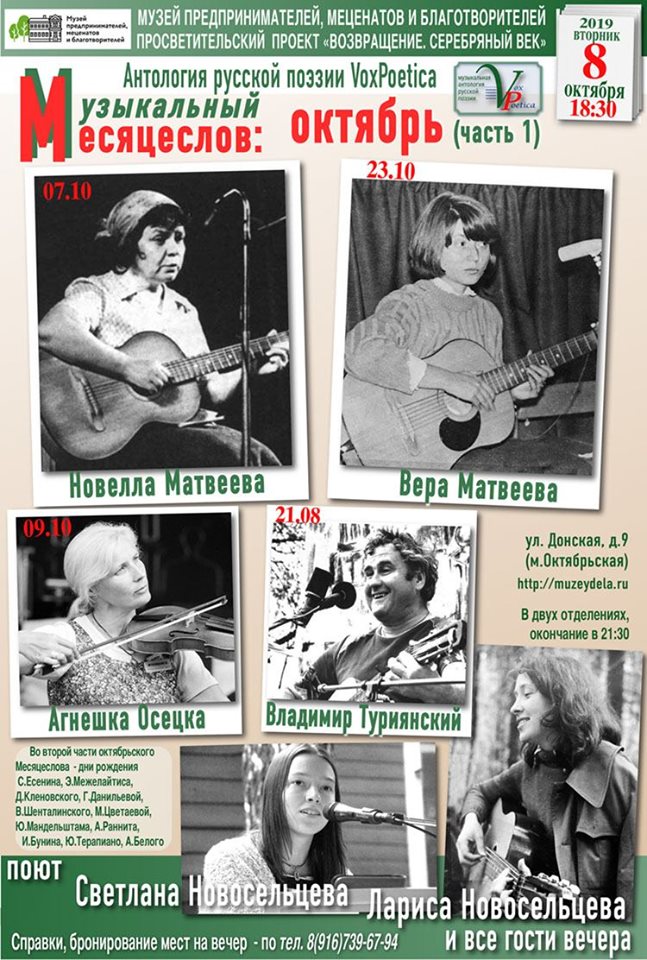 Музей предпринимателей, меценатов и благотворителей
МУЗЕЙ ПРЕДПРИНИМАТЕЛЕЙ, МЕЦЕНАТОВ И БЛАГОТВОРИТЕЛЕЙ
ПРОСВЕТИТЕЛЬСКИЙ ПРОЕКТ «ВОЗВРАЩЕНИЕ. СЕРЕБРЯНЫЙ ВЕК»
2019
ВТОРНИК
8
ОКТЯБРЯ
18:30
Антология русской поэзии VoxPoetica
музыкальная
антология
русской
поэзии
Vox
Poetica
Музыкальный
Месяцеслов: октябрь (часть 1)
07.10
23.10
Новелла Матвеева
Вера Матвеева
09.10
21.08
Агнешка Осецка
Владимир Туриянский
ул. Донская, д.9
(м.Октябрьская)
http://muzeydela.ru
В двух отделениях,
окончание в 21:30
Во второй части октябрьского
Месяцеслова - дни рождения
С.Есенина, Э.Межелайтиса,
Д.Кленовского, Г.Данильевой,
В.Шенталинского, М.Цветаевой,
Ю.Мандельштама, А.Раннита,
И.Бунина, Ю.Терапиано, А.Белого
поют
Светлана Новосельцева
Лариса Новосельцева
и все гости вечера
Справки, бронирование мест на вечер - по тел. 8(916)739-67-94